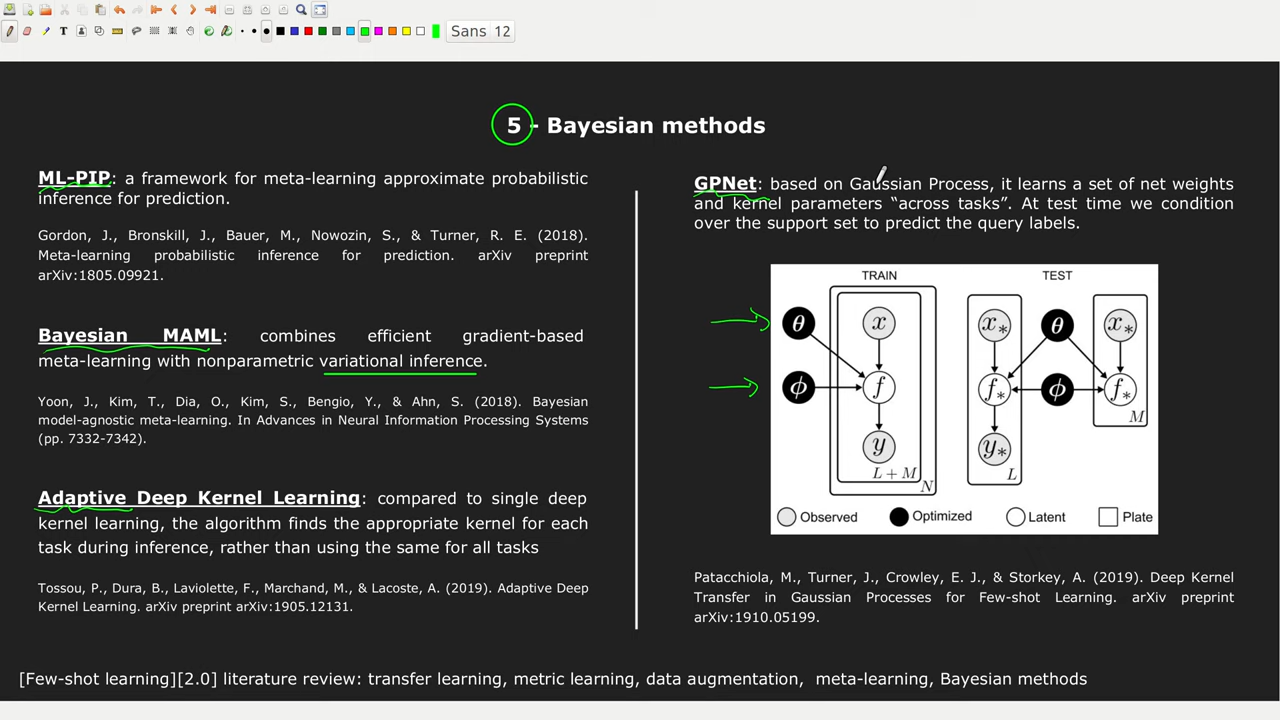 Sans 12
5 - Bayesian methods
ML-PIP: a framework for meta-learning approximate probabilistic
inference for prediction.
Gordon, J., Bronskill, J., Bauer, M., Nowozin, S., & Turner, R. E. (2018).
Meta-learning probabilistic inference for prediction. arXiv preprint
arXiv:1805.09921.
Bayesian MAML: combines efficient gradient-based
meta-learning with nonparametric variational inference.
Yoon, J., Kim, T., Dia, O., Kim, S., Bengio, Y., & Ahn, S. (2018). Bayesian
model-agnostic meta-learning. In Advances in Neural Information Processing Systems
(pp. 7332-7342).
Adaptive Deep Kernel Learning: compared to single deep
kernel learning, the algorithm finds the appropriate kernel for each
task during inference, rather than using the same for all tasks
Tossou, P., Dura, B., Laviolette, F., Marchand, M., & Lacoste, A. (2019). Adaptive Deep
Kernel Learning. arXiv preprint arXiv:1905.12131.
GPNet: based on Gaussian Process, it learns a set of net weights
and kernel parameters “across tasks”. At test time we condition
over the support set to predict the query labels.
TRAIN TEST
θ x x* θ x*
ϕ f f* ϕ f*
M
y y*
L + M L
N
Observed Optimized Latent Plate
Patacchiola, M., Turner, J., Crowley, E. J., & Storkey, A. (2019). Deep Kernel
Transfer in Gaussian Processes for Few-shot Learning. arXiv preprint
arXiv:1910.05199.
[Few-shot learning][2.0] literature review: transfer learning, metric learning, data augmentation, meta-learning, Bayesian methods